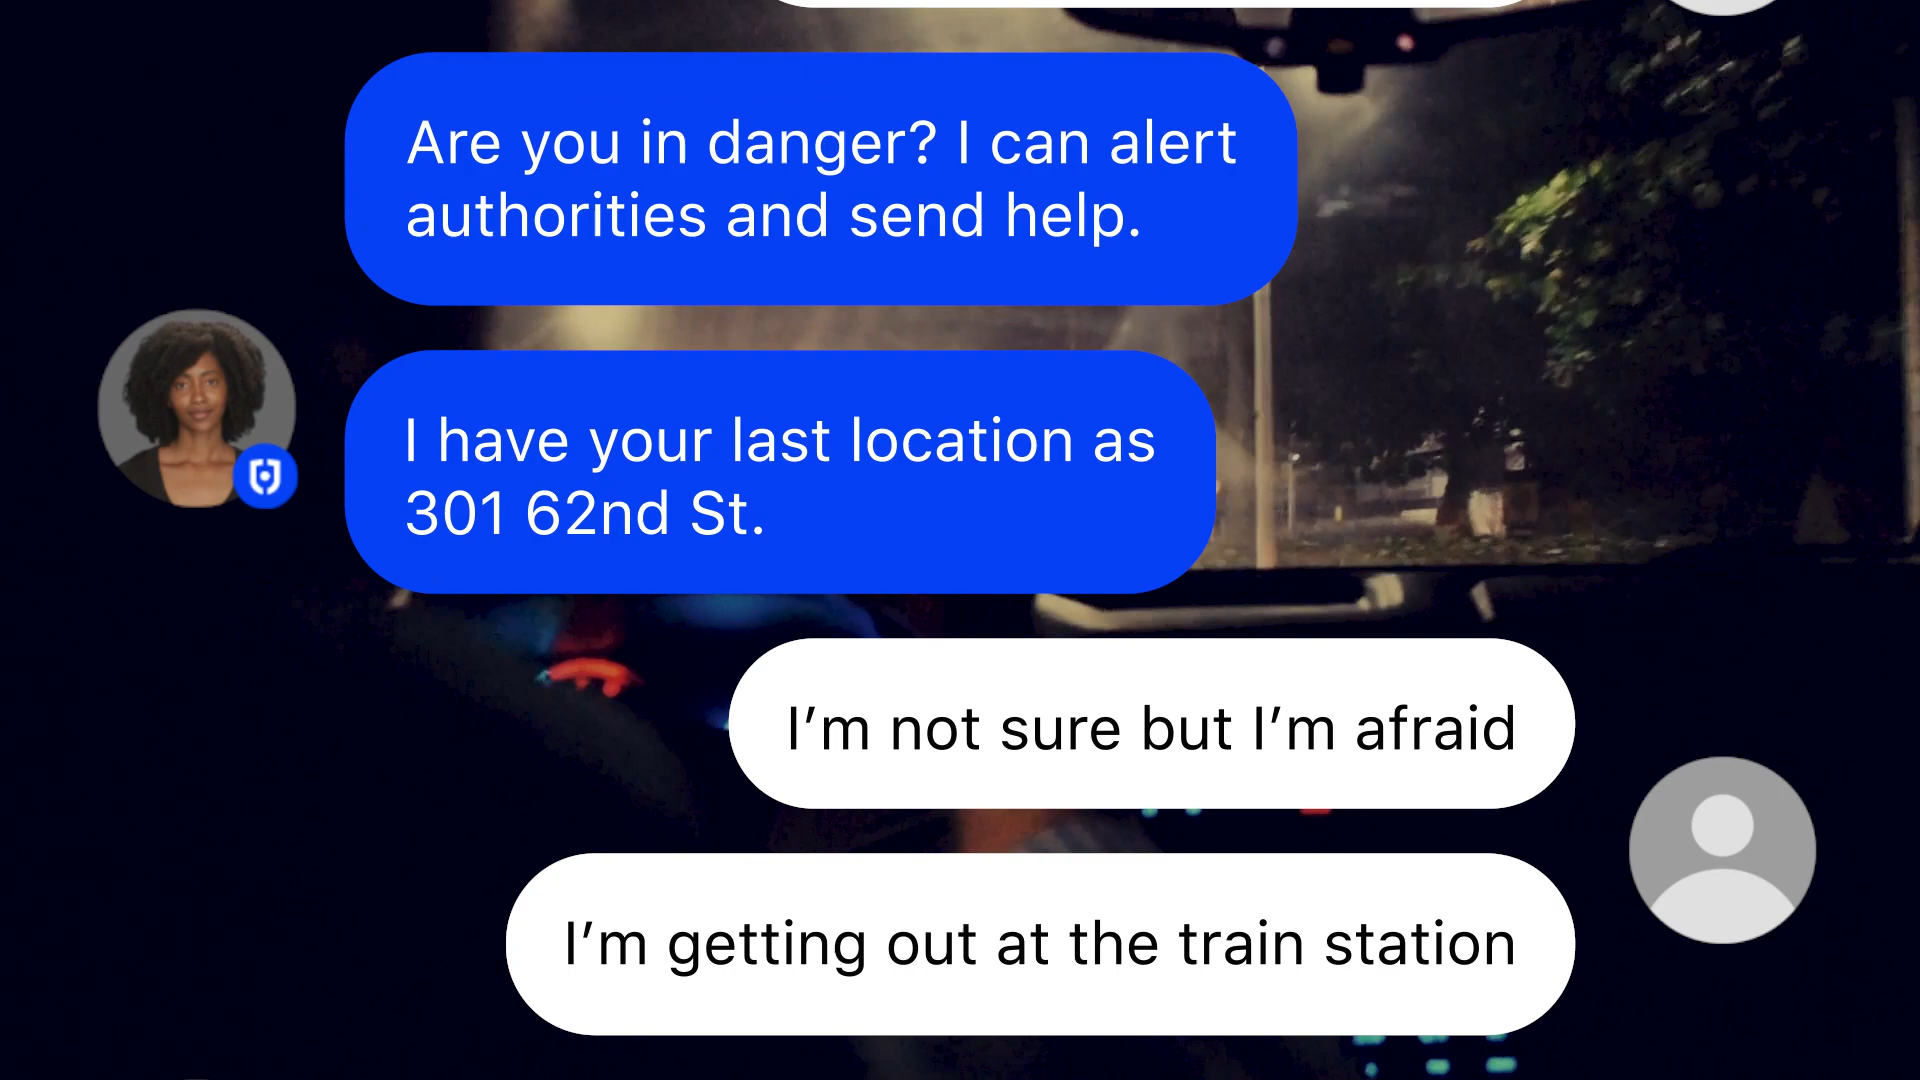 Are you in danger? I can alert
authorities and send help.
I have your last location as
301 62nd St.
I’m not sure but I’m afraid
I’m getting out at the train station